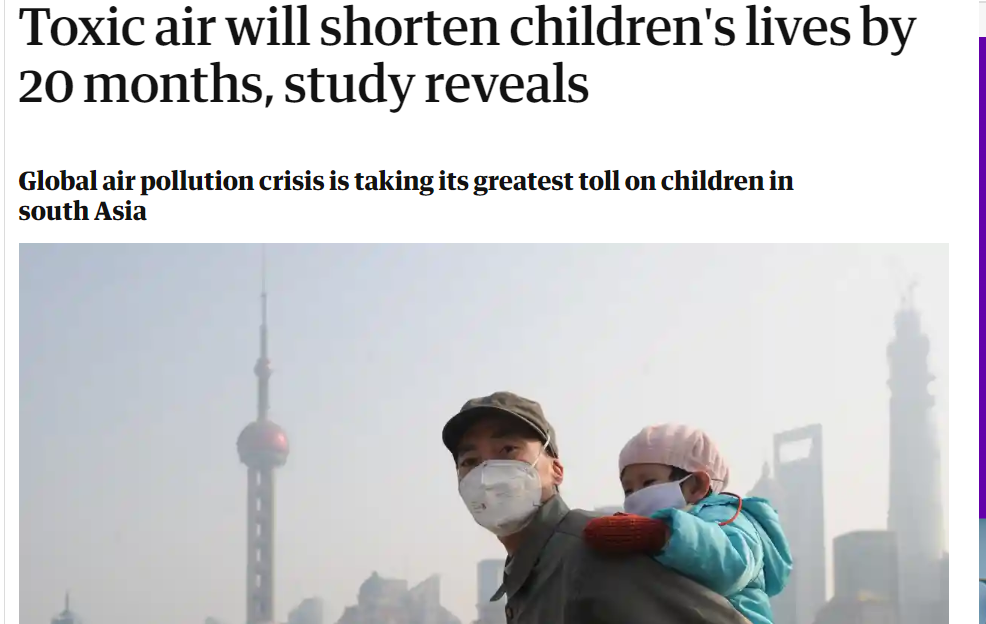 Toxic air will shorten children's lives by
20 months, study reveals
Global air pollution crisis is taking its greatest toll on children in
south Asia